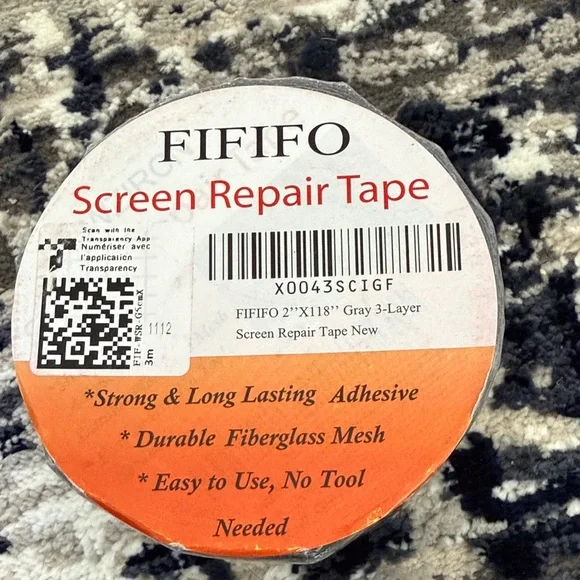 FIFIFO
Screen Repair Tape
Scan with the
Transparency App
Numériser avec
l'application
Transparency
X0043SCIGF
FIFIFO 2’’X118’’ Gray 3-Layer
Screen Repair Tape New
1112
3m
*Strong & Long Lasting Adhesive
* Durable Fiberglass Mesh
* Easy to Use, No Tool
Needed